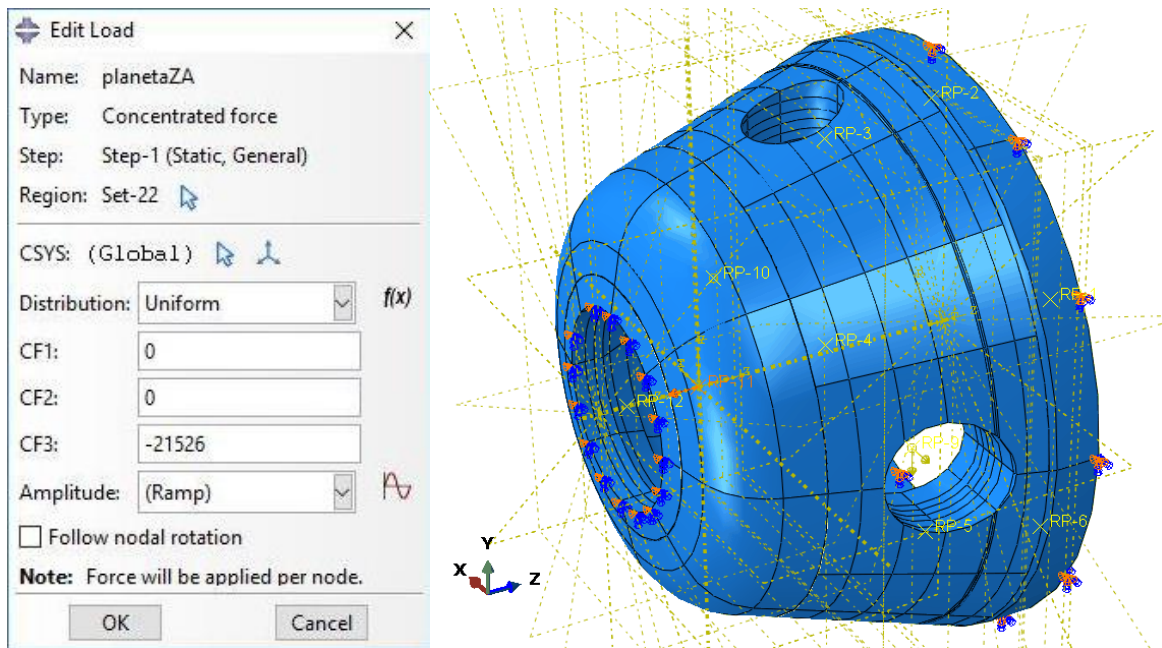 Edit Load
Name: planetaZA
Type: Concentrated force
Step: Step-1 (Static, General)
Region: Set-22
CSYS: (Global)
Distribution: Uniform f(x)
CF1: 0
CF2: 0
CF3: -21526
Amplitude: (Ramp)
Follow nodal rotation
Note: Force will be applied per node.
OK Cancel
RP-2
RP-3
RP-10
RP-4
RP-12
RP-5
RP-6
Y
X
Z